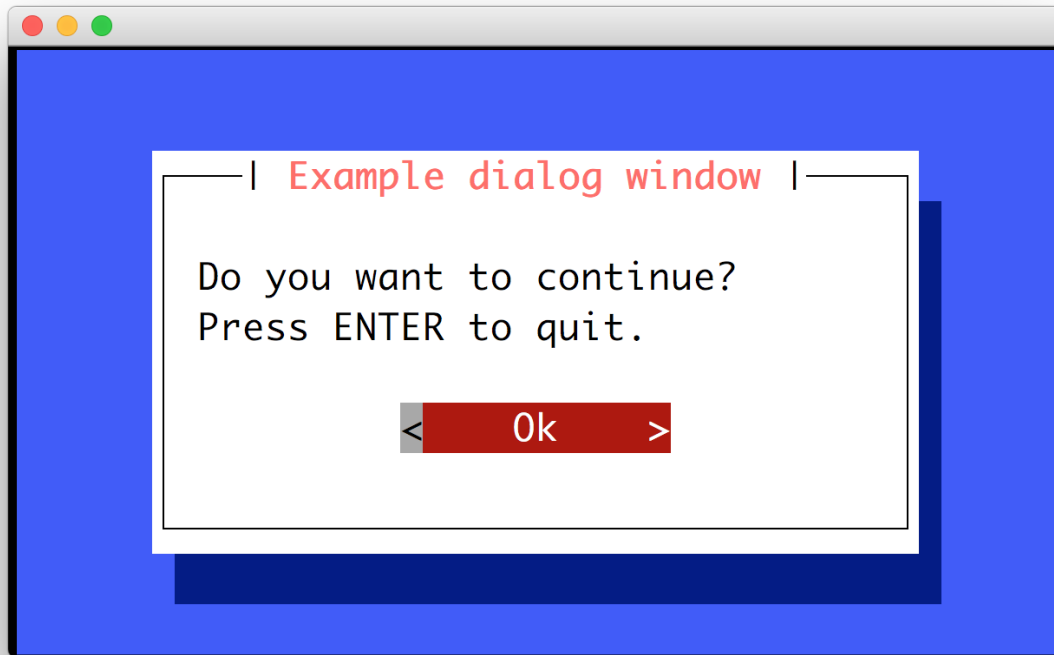 | Example dialog window |
Do you want to continue?
Press ENTER to quit.
< Ok >